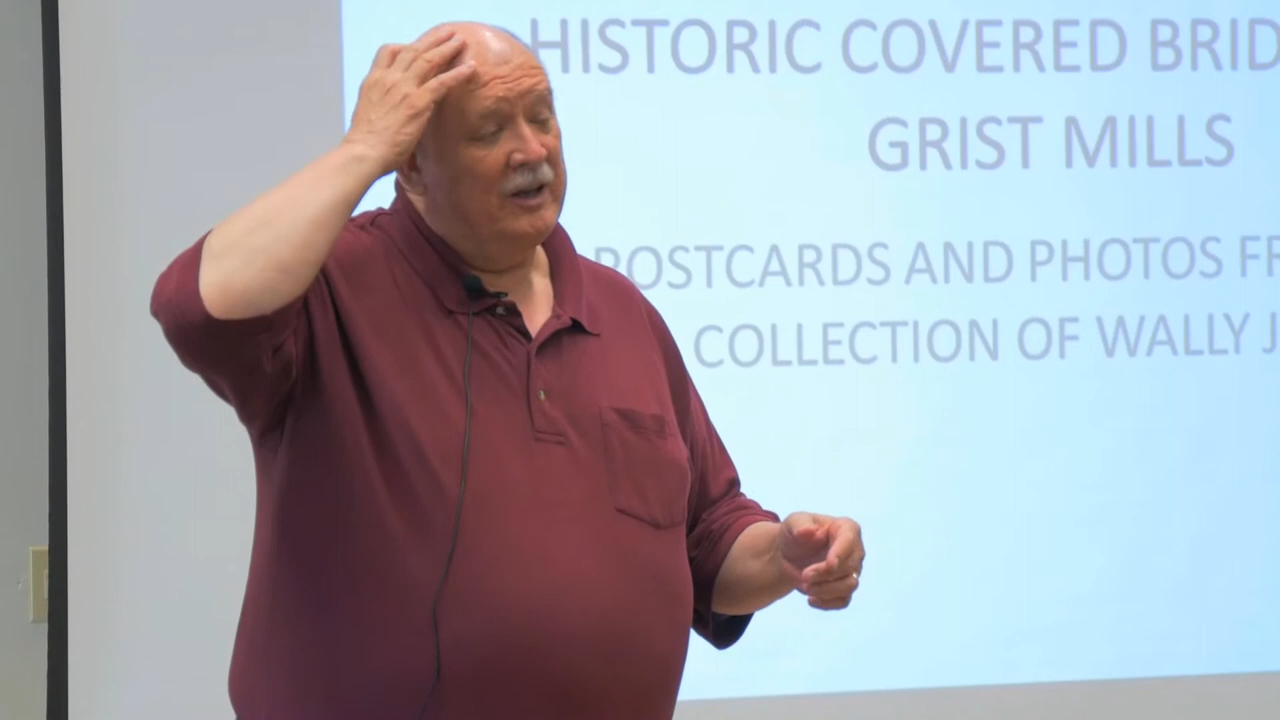 HISTORIC COVERED BRID
GRIST MILLS
POSTCARDS AND PHOTOS FR
COLLECTION OF WALLY J